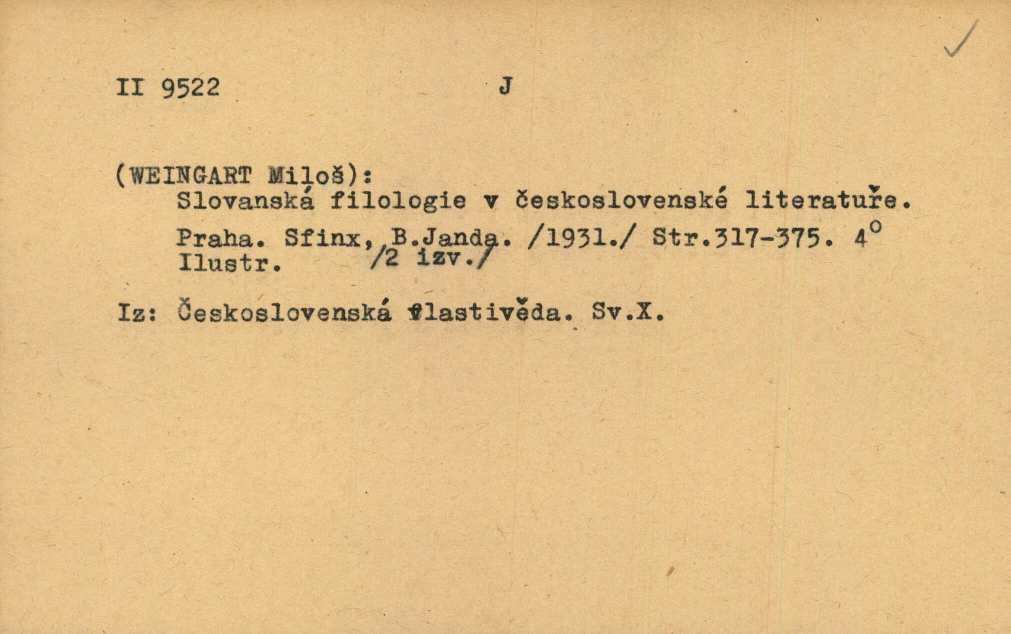 II 9522 J
(WEINGART Miloš):
Slovanská filologie v československé literatuře.
Praha. Sfinx, B.Janda. /1931./ Str.317-375. 4°
Ilustr. /2 izv./
Iz: Československá vlastivěda. Sv.X.